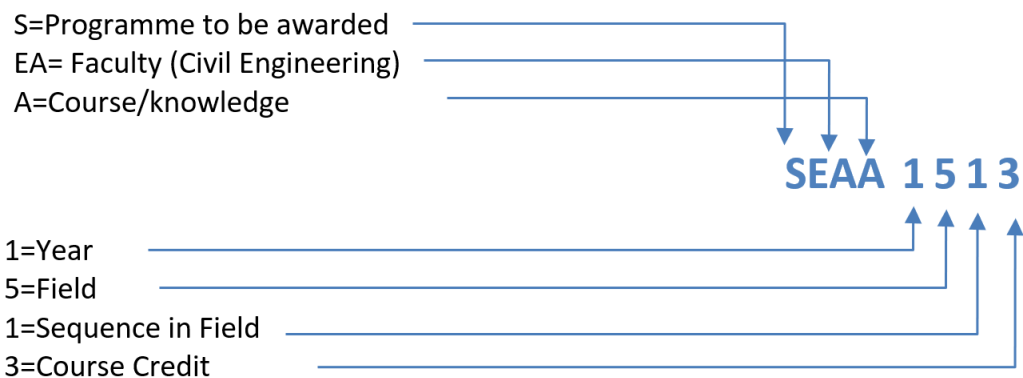 S=Programme to be awarded
EA= Faculty (Civil Engineering)
A=Course/knowledge
SEAA 1 5 1 3
1=Year
5=Field
1=Sequence in Field
3=Course Credit